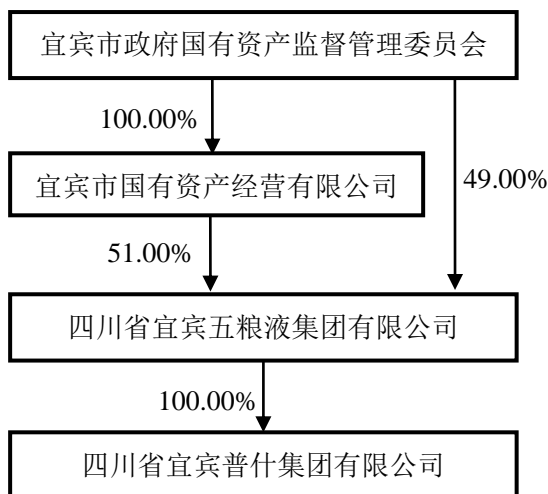 宜宾市政府国有资产监督管理委员会
100.00%
宜宾市国有资产经营有限公司
49.00%
51.00%
四川省宜宾五粮液集团有限公司
100.00%
四川省宜宾普什集团有限公司